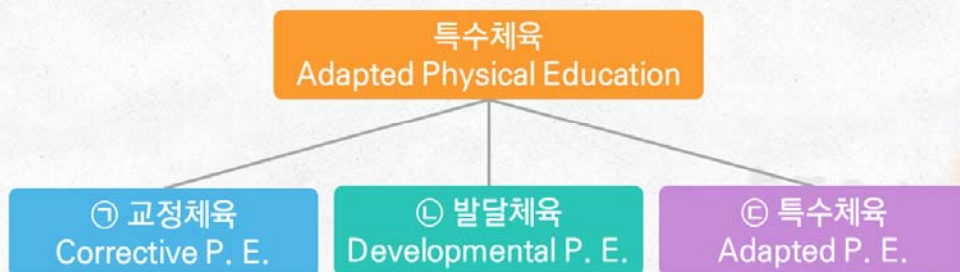 특수체육
Adapted Physical Education
㉠ 교정체육
Corrective P. E.
㉡ 발달체육
Developmental P. E.
㉢ 특수체육
Adapted P. E.